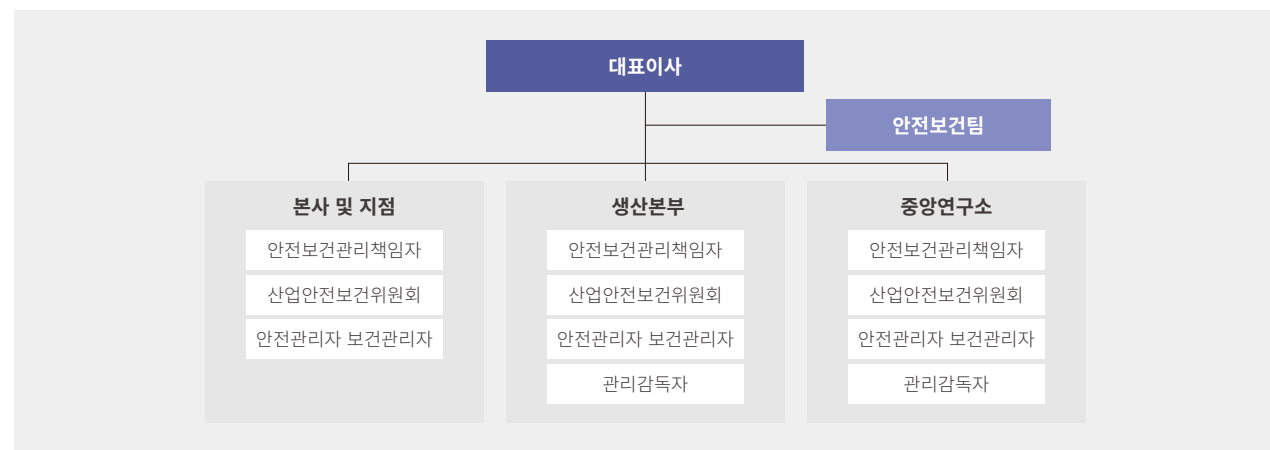 대표이사
안전보건팀
본사 및 지점
안전보건관리책임자
산업안전보건위원회
안전관리자 보건관리자
생산본부
안전보건관리책임자
산업안전보건위원회
안전관리자 보건관리자
관리감독자
중앙연구소
안전보건관리책임자
산업안전보건위원회
안전관리자 보건관리자
관리감독자